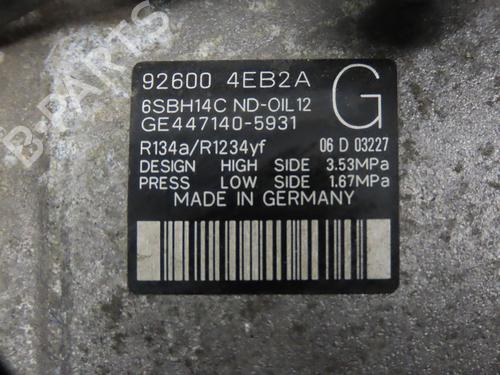 B-PARTS
92600 4EB2A
G
6SBH14C ND-OIL12
GE447140-5931
R134a/R1234yf 06 D 03227
DESIGN HIGH SIDE 3.53MPa
PRESS LOW SIDE 1.67MPa
MADE IN GERMANY